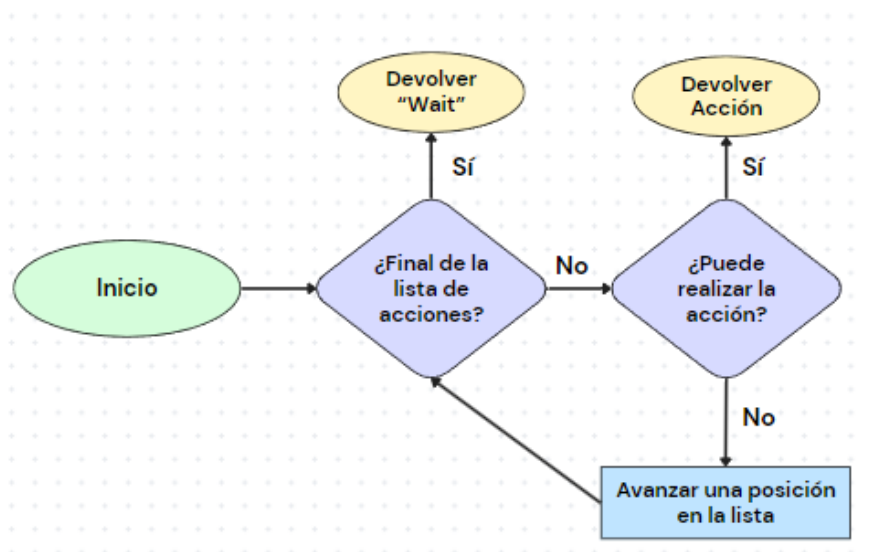 Devolver
“Wait”
Devolver
Acción
Sí
Sí
Inicio
¿Final de la
lista de
acciones?
No
¿Puede
realizar la
acción?
No
Avanzar una posición
en la lista